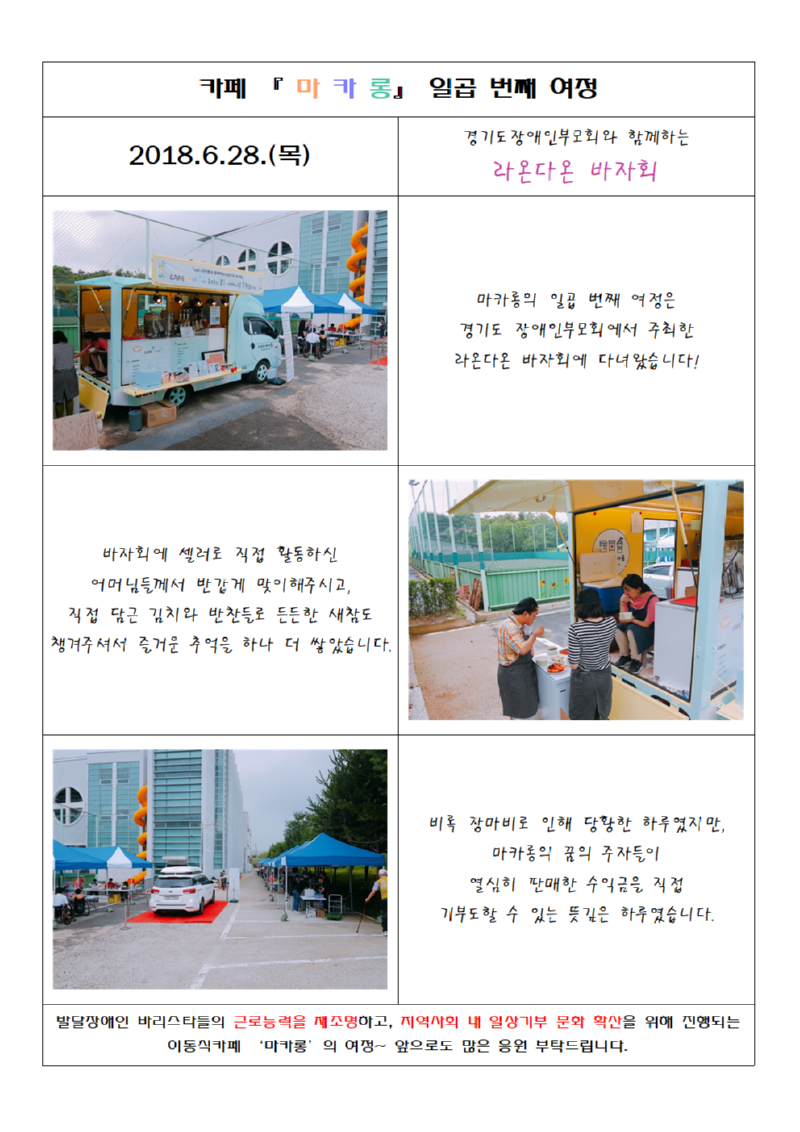 카페 『 마 카 롱』 일곱 번째 여정
2018.6.28.(목)
경기도장애인부모회와 함께하는
라온다온 바자회
CAFE
마카롱의 일곱 번째 여정은
경기도 장애인부모회에서 주최한
라온다온 바자회에 다녀왔습니다!
바자회에 셀러로 직접 활동하신
어머님들께서 반갑게 맞이해주시고,
직접 담근 김치와 반찬들로 든든한 새참도
챙겨주셔서 즐거운 추억을 하나 더 쌓았습니다.
비록 장마비로 인해 당황한 하루였지만,
마카롱의 꿈의 주자들이
열심히 판매한 수익금을 직접
기부도할 수 있는 뜻깊은 하루였습니다.
발달장애인 바리스타들의 근로능력을 재조명하고, 지역사회 내 일상기부 문화 확산을 위해 진행되는
이동식카페 ‘마카롱’의 여정~ 앞으로도 많은 응원 부탁드립니다.